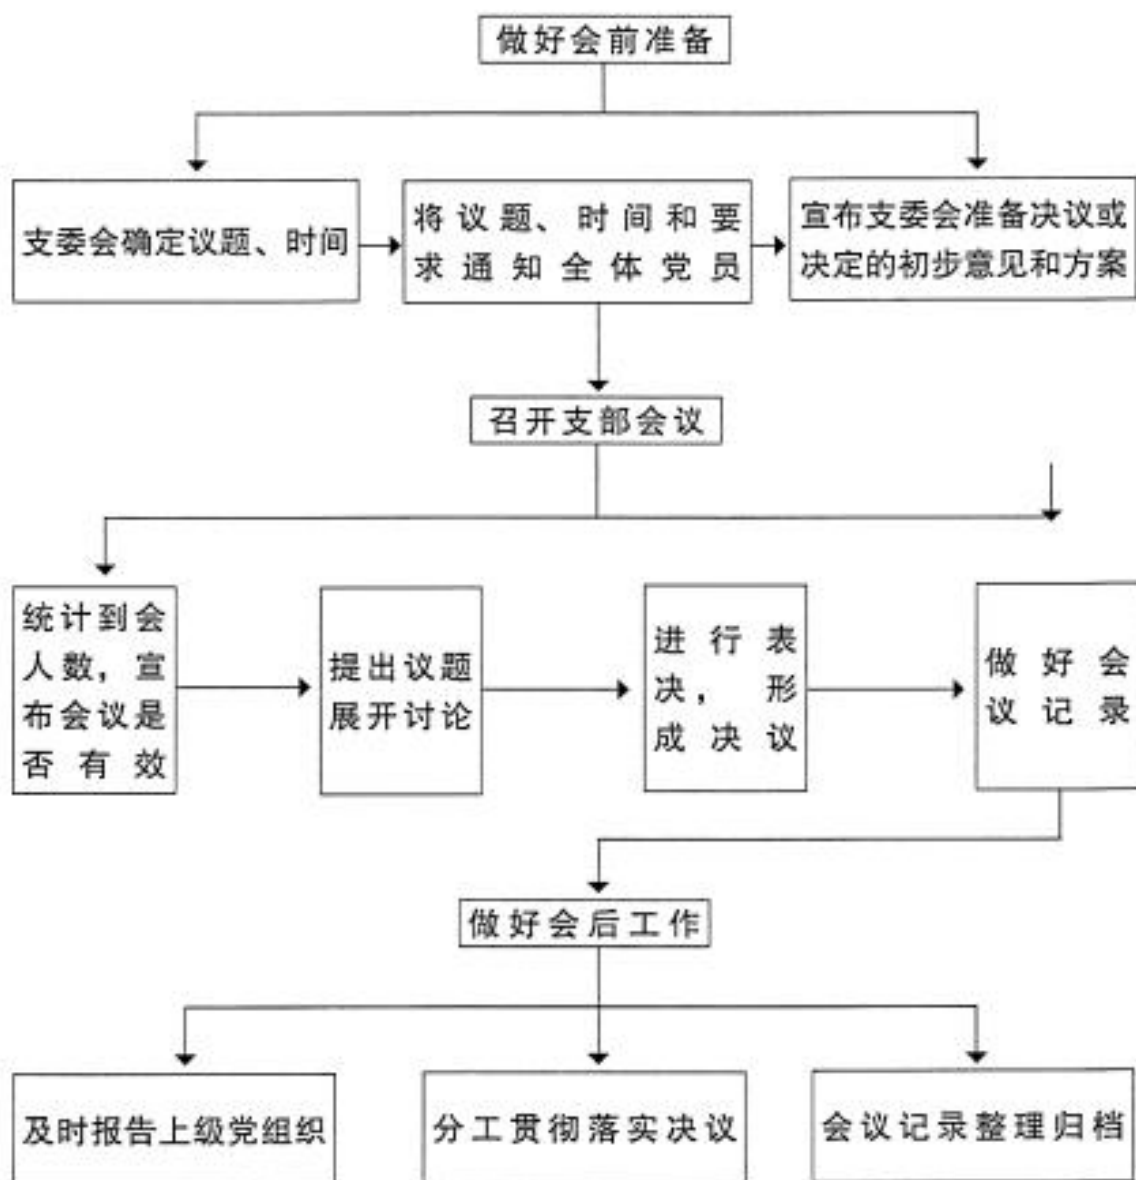 做好会前准备
支委会确定议题、时间
将议题、时间和要
求通知全体党员
宣布支委会准备决议或
决定的初步意见和方案
召开支部会议
统计到会
人数，宣
布会议是
否有效
提出议题
展开讨论
进行表
决，形
成决议
做好会
议记录
做好会后工作
及时报告上级党组织
分工贯彻落实决议
会议记录整理归档